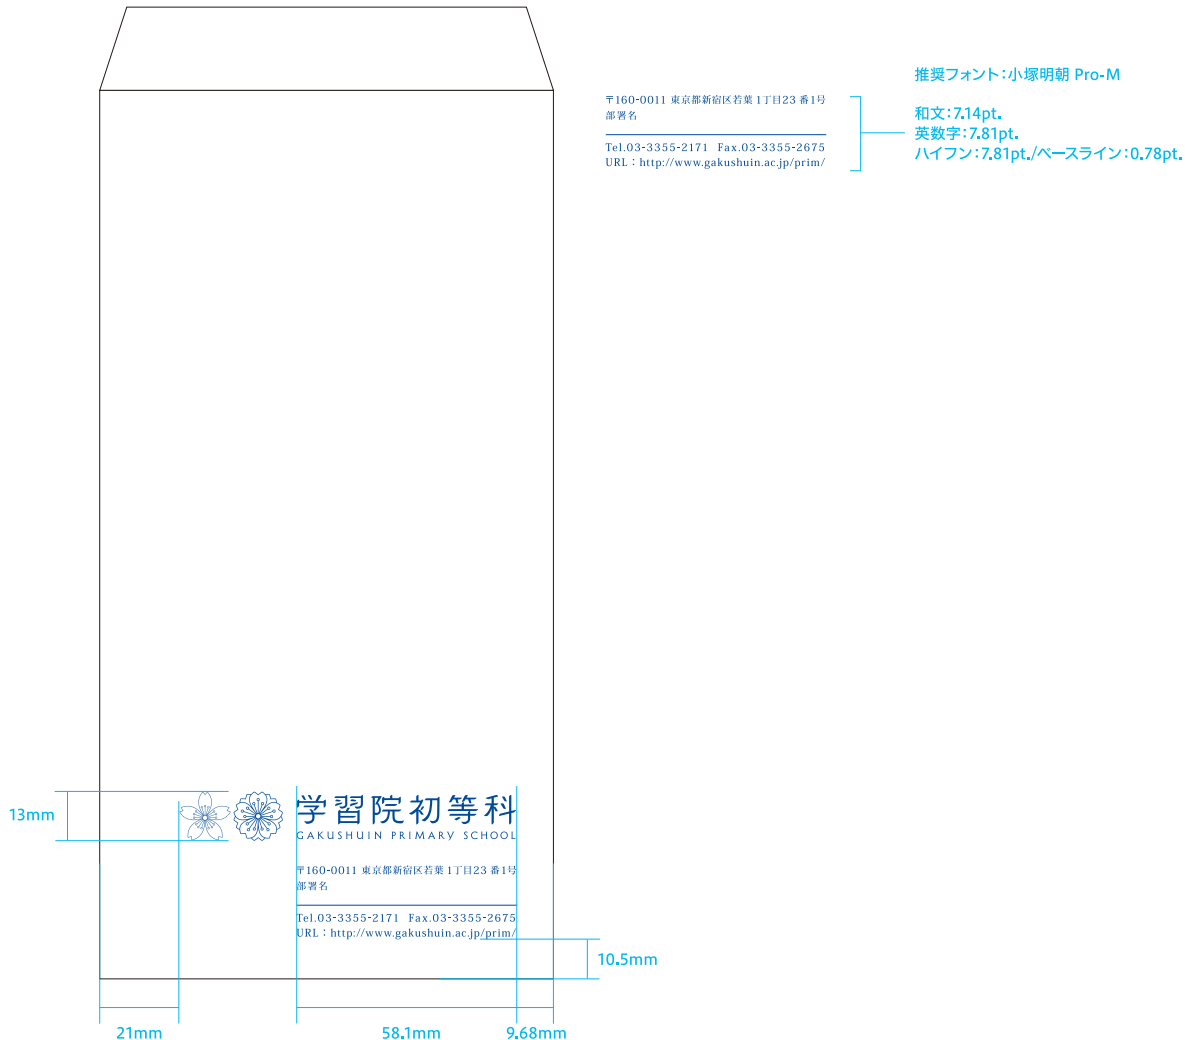 推奨フォント：小塚明朝 Pro-M
〒160-0011 東京都新宿区若葉 1丁目23 番1号
部署名
Tel.03-3355-2171 Fax.03-3355-2675
URL：http://www.gakushuin.ac.jp/prim/
和文：7.14pt.
英数字：7.81pt.
ハイフン：7.81pt./ベースライン：0.78pt.
13mm
学習院初等科
GAKUSHUIN PRIMARY SCHOOL
〒160-0011 東京都新宿区若葉 1丁目23 番1号
部署名
Tel.03-3355-2171 Fax.03-3355-2675
URL：http://www.gakushuin.ac.jp/prim/
10.5mm
21mm
58.1mm
9.68mm